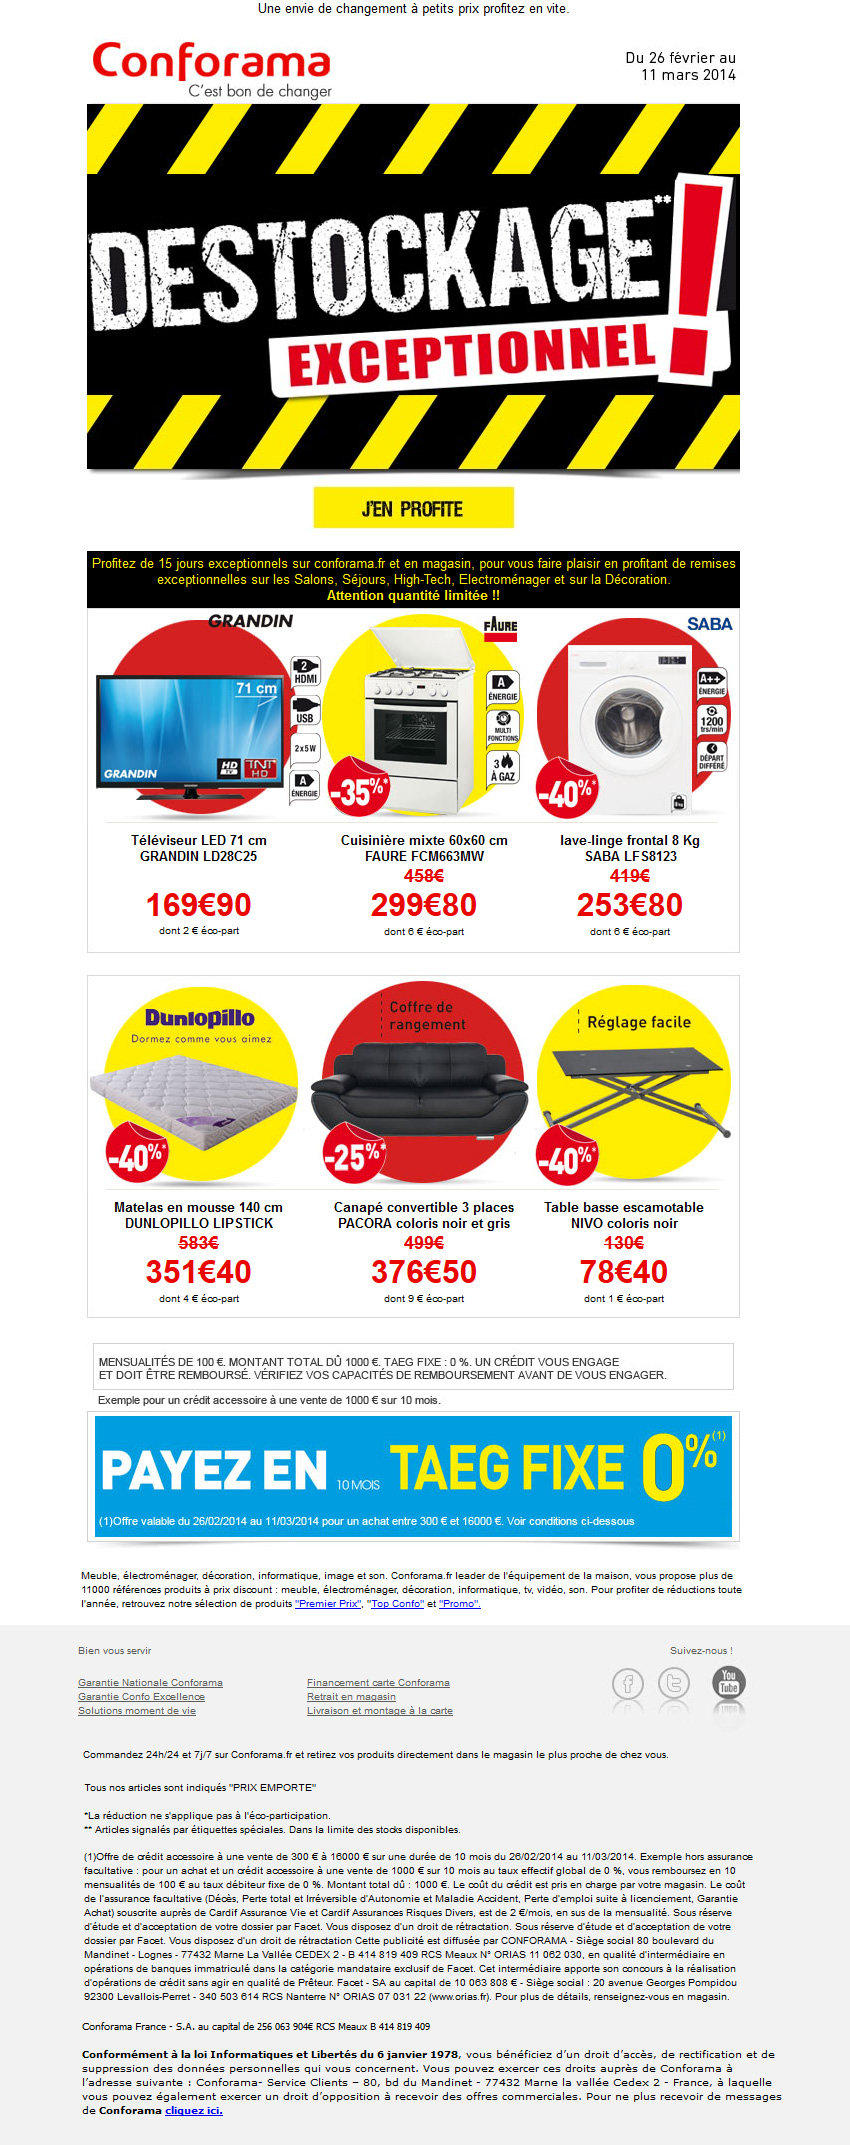 Une envie de changement à petits prix profitez en vite.
Conforama
C'est bon de changer
Du 26 février au
11 mars 2014
DESTOCKAGE**
EXCEPTIONNEL !
J'EN PROFITE
Profitez de 15 jours exceptionnels sur conforama.fr et en magasin, pour vous faire plaisir en profitant de remises
exceptionnelles sur les Salons, Séjours, High-Tech, Electroménager et sur la Décoration.
Attention quantité limitée !!
GRANDIN
71 cm
2
HDMI
USB
2x5W
A
ÉNERGIE
GRANDIN
HD
TV
TNT
HD
Téléviseur LED 71 cm
GRANDIN LD28C25
169€90
dont 2 € éco-part
FAURE
A
ÉNERGIE
MULTI
FONCTIONS
3
À GAZ
-35%*
Cuisinière mixte 60x60 cm
FAURE FCM663MW
458€
299€80
dont 6 € éco-part
SABA
A++
ÉNERGIE
1200
trs/min
DÉPART
DIFFÉRÉ
8kg
-40%*
lave-linge frontal 8 Kg
SABA LFS8123
419€
253€80
dont 6 € éco-part
Dunlopillo
Dormez comme vous aimez
-40%*
Matelas en mousse 140 cm
DUNLOPILLO LIPSTICK
583€
351€40
dont 4 € éco-part
Coffre de
rangement
-25%*
Canapé convertible 3 places
PACORA coloris noir et gris
499€
376€50
dont 9 € éco-part
Réglage facile
-40%*
Table basse escamotable
NIVO coloris noir
130€
78€40
dont 1 € éco-part
MENSUALITÉS DE 100 €. MONTANT TOTAL DÛ 1000 €. TAEG FIXE : 0 %. UN CRÉDIT VOUS ENGAGE
ET DOIT ÊTRE REMBOURSÉ. VÉRIFIEZ VOS CAPACITÉS DE REMBOURSEMENT AVANT DE VOUS ENGAGER.
Exemple pour un crédit accessoire à une vente de 1000 € sur 10 mois.
PAYEZ EN 10 MOIS TAEG FIXE 0% (1)
(1)Offre valable du 26/02/2014 au 11/03/2014 pour un achat entre 300 € et 16000 €. Voir conditions ci-dessous
Meuble, électroménager, décoration, informatique, image et son. Conforama.fr leader de l'équipement de la maison, vous propose plus de
11000 références produits à prix discount : meuble, électroménager, décoration, informatique, tv, vidéo, son. Pour profiter de réductions toute
l'année, retrouvez notre sélection de produits "Premier Prix", "Top Confo" et "Promo".
Bien vous servir
Suivez-nous !
Garantie Nationale Conforama
Garantie Confo Excellence
Solutions moment de vie
Financement carte Conforama
Retrait en magasin
Livraison et montage à la carte
You
Tube
Commandez 24h/24 et 7j/7 sur Conforama.fr et retirez vos produits directement dans le magasin le plus proche de chez vous.
Tous nos articles sont indiqués "PRIX EMPORTE"
*La réduction ne s'applique pas à l'éco-participation.
** Articles signalés par étiquettes spéciales. Dans la limite des stocks disponibles.
(1)Offre de crédit accessoire à une vente de 300 € à 16000 € sur une durée de 10 mois du 26/02/2014 au 11/03/2014. Exemple hors assurance
facultative : pour un achat et un crédit accessoire à une vente de 1000 € sur 10 mois au taux effectif global de 0 %, vous remboursez en 10
mensualités de 100 € au taux débiteur fixe de 0 %. Montant total dû : 1000 €. Le coût du crédit est pris en charge par votre magasin. Le coût
de l'assurance facultative (Décès, Perte total et Irréversible d'Autonomie et Maladie Accident, Perte d'emploi suite à licenciement, Garantie
Achat) souscrite auprès de Cardif Assurance Vie et Cardif Assurances Risques Divers, est de 2 €/mois, en sus de la mensualité. Sous réserve
d'étude et d'acceptation de votre dossier par Facet. Vous disposez d'un droit de rétractation. Sous réserve d'étude et d'acceptation de votre
dossier par Facet. Vous disposez d'un droit de rétractation Cette publicité est diffusée par CONFORAMA - Siège social 80 boulevard du
Mandinet - Lognes - 77432 Marne La Vallée CEDEX 2 - B 414 819 409 RCS Meaux N° ORIAS 11 062 030, en qualité d'intermédiaire en
opérations de banques immatriculé dans la catégorie mandataire exclusif de Facet. Cet intermédiaire apporte son concours à la réalisation
d'opérations de crédit sans agir en qualité de Prêteur. Facet - SA au capital de 10 063 808 € - Siège social : 20 avenue Georges Pompidou
92300 Levallois-Perret - 340 503 614 RCS Nanterre N° ORIAS 07 031 22 (www.orias.fr). Pour plus de détails, renseignez-vous en magasin.
Conforama France - S.A. au capital de 256 063 904€ RCS Meaux B 414 819 409
Conformément à la loi Informatiques et Libertés du 6 janvier 1978, vous bénéficiez d'un droit d'accès, de rectification et de
suppression des données personnelles qui vous concernent. Vous pouvez exercer ces droits auprès de Conforama à
l'adresse suivante : Conforama- Service Clients – 80, bd du Mandinet - 77432 Marne la vallée Cedex 2 - France, à laquelle
vous pouvez également exercer un droit d'opposition à recevoir des offres commerciales. Pour ne plus recevoir de messages
de Conforama cliquez ici.